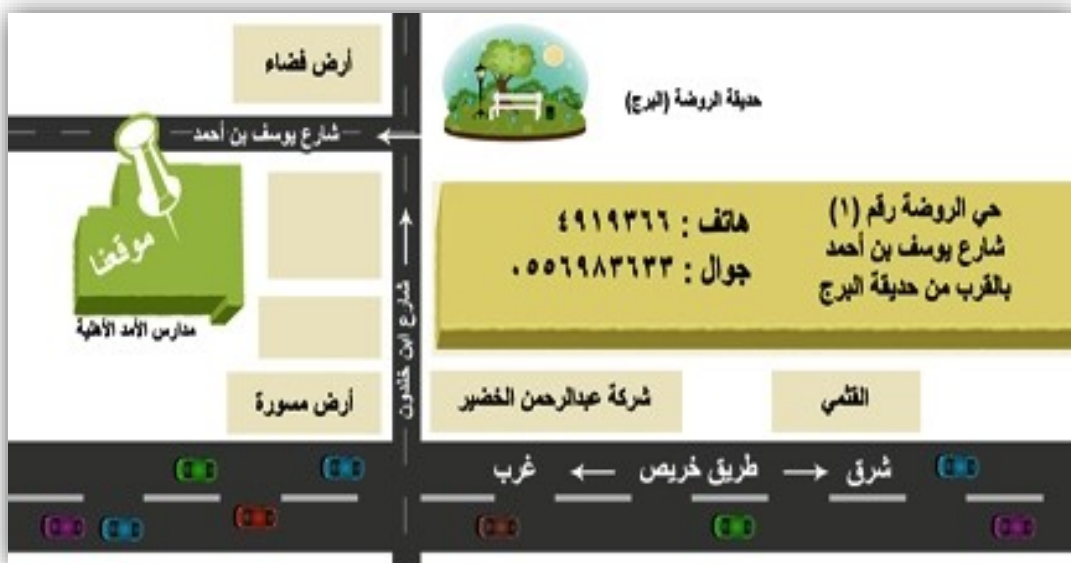 أرض فضاء
حديقة الروضة (البرج)
شارع يوسف بن أحمد
حي الروضة رقم (١)
شارع يوسف بن أحمد
بالقرب من حديقة البرج
هاتف : ٤٩١٩٣٦٦
جوال : ٠٥٥٦٩٨٣٦٣٣
موقعنا
مدارس الأمد الأهلية
شارع ابن خلدون
أرض مسورة
شركة عبدالرحمن الخضير
القثمي
شرق
طريق خريص
غرب